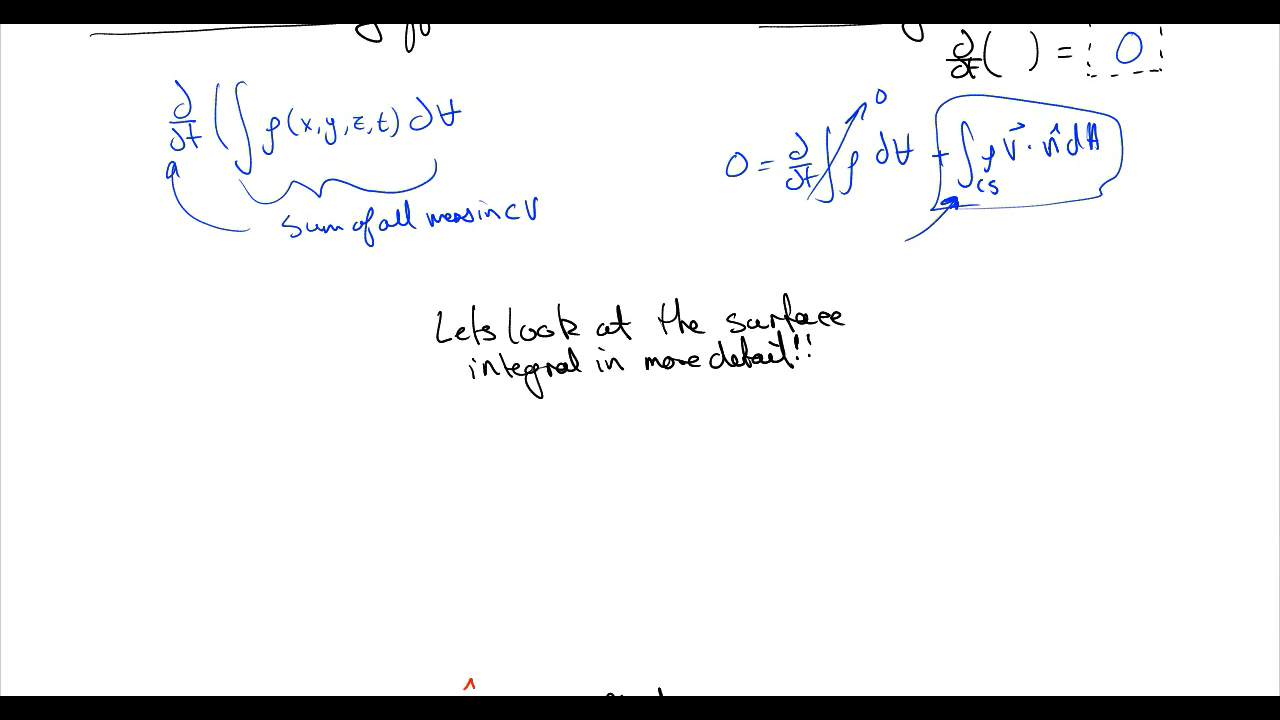 ∂/∂t ( ) = 0
∂/∂t (∫ ρ(x,y,z,t) d∀
sum of all mass in CV
0 = ∂/∂t ∫ ρ d∀ + ∫cs ρ V⃗ · n̂ dA
0
Lets look at the surface
integral in more detail!!